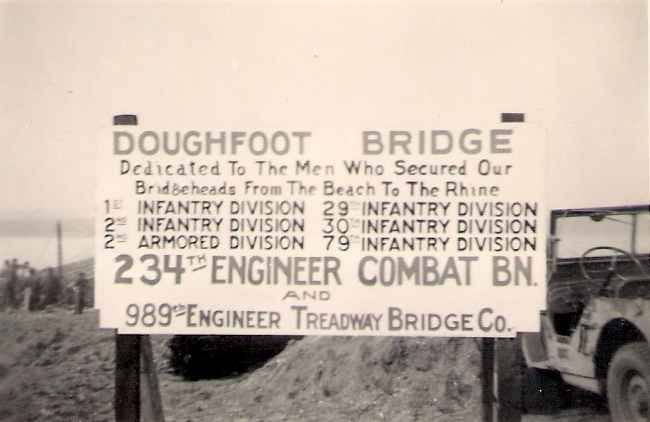 DOUGHFOOT BRIDGE
Dedicated To The Men Who Secured Our
Bridgeheads From The Beach To The Rhine
1ST INFANTRY DIVISION 29TH INFANTRY DIVISION
2ND INFANTRY DIVISION 30TH INFANTRY DIVISION
2ND ARMORED DIVISION 79TH INFANTRY DIVISION
234TH ENGINEER COMBAT BN.
AND
989th ENGINEER TREADWAY BRIDGE CO.